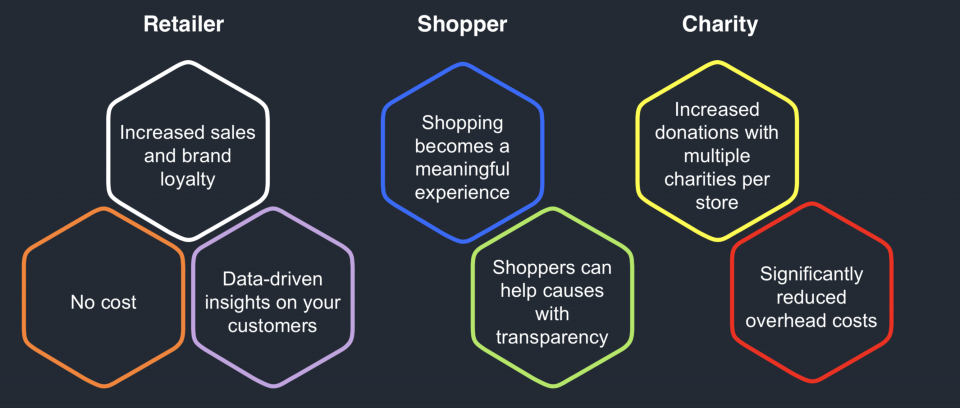 Retailer
Increased sales
and brand
loyalty
No cost
Data-driven
insights on your
customers
Shopper
Shopping
becomes a
meaningful
experience
Shoppers can
help causes
with
transparency
Charity
Increased
donations with
multiple
charities per
store
Significantly
reduced
overhead costs